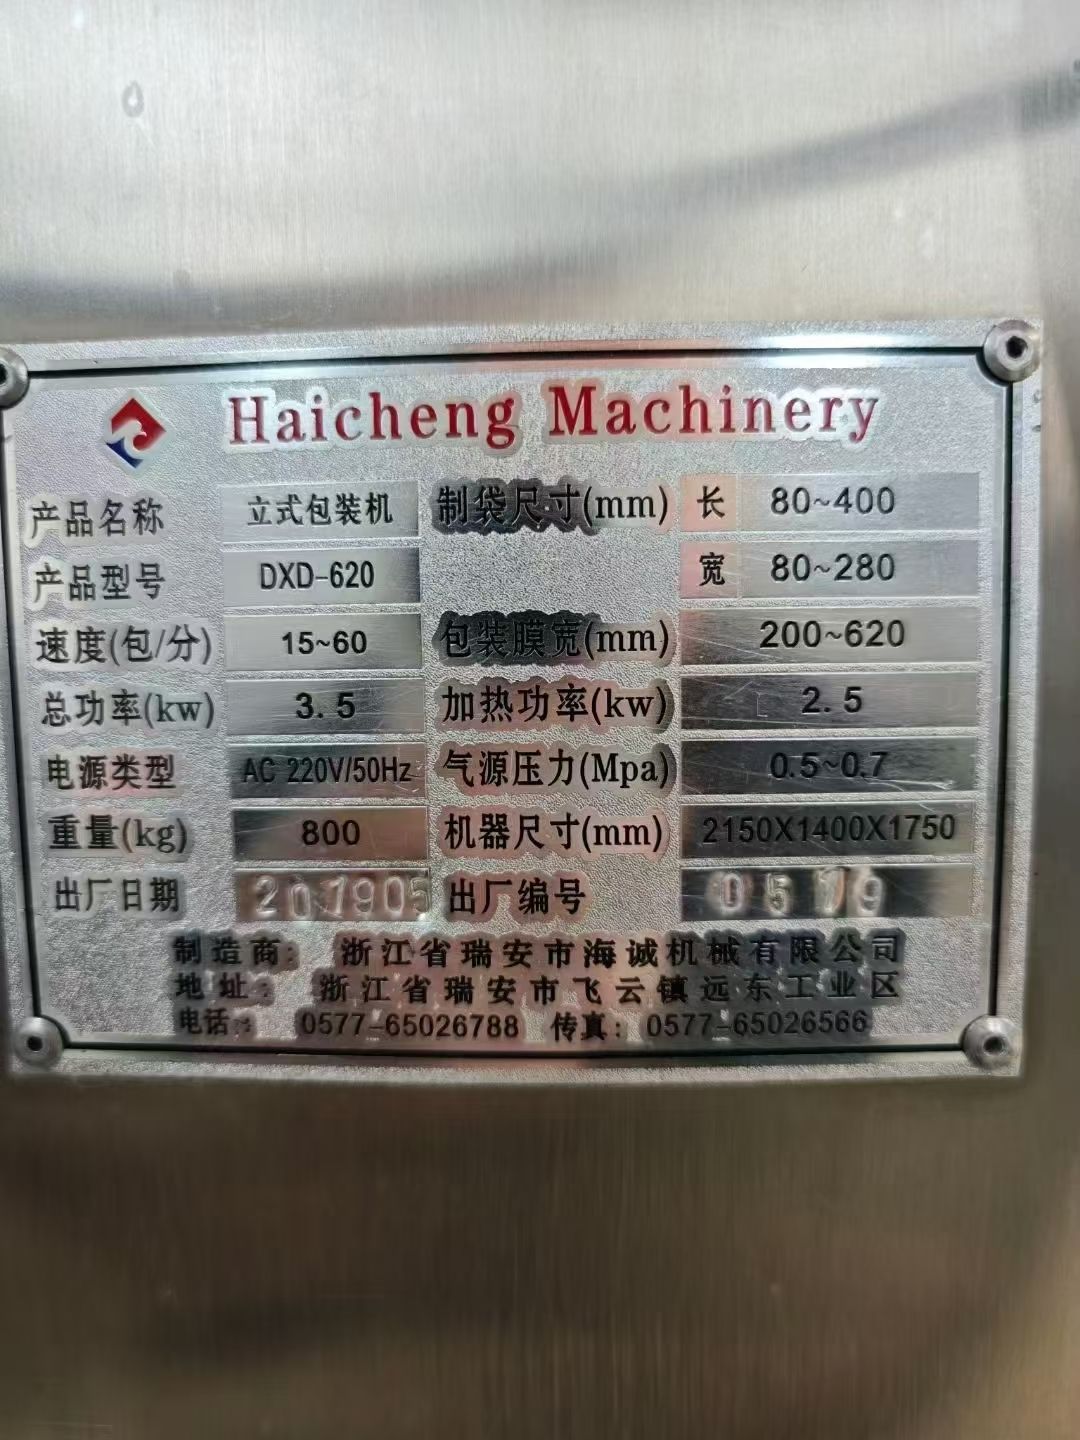 Haicheng Machinery
产品名称 立式包装机 制袋尺寸(mm) 长 80~400
产品型号 DXD-620 宽 80~280
速度(包/分) 15~60 包装膜宽(mm) 200~620
总功率(kw) 3.5 加热功率(kw) 2.5
电源类型 AC 220V/50Hz 气源压力(Mpa) 0.5~0.7
重量(kg) 800 机器尺寸(mm) 2150X1400X1750
出厂日期 201905 出厂编号 0519
制造商: 浙江省瑞安市海诚机械有限公司
地址: 浙江省瑞安市飞云镇远东工业区
电话: 0577-65026788 传真: 0577-65026566